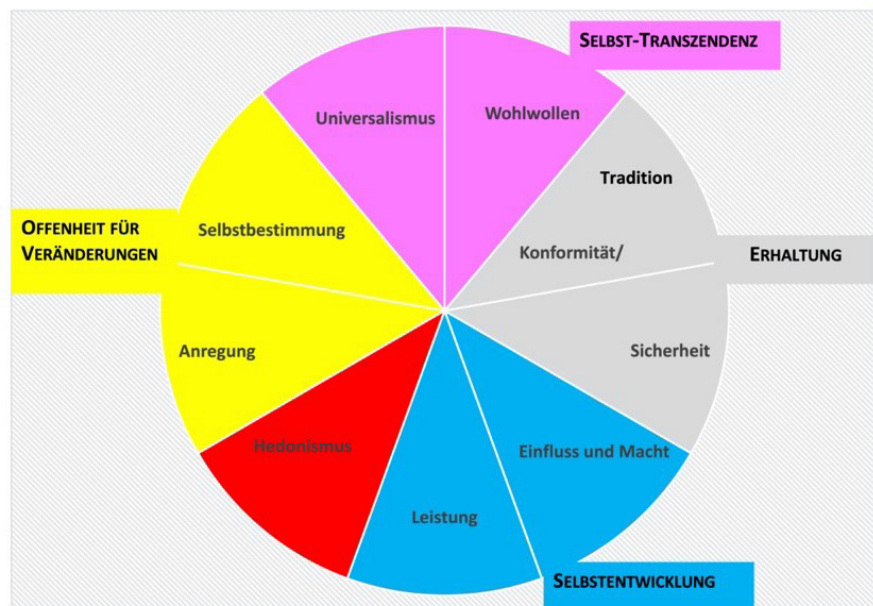 SELBST-TRANSZENDENZ
Universalismus
Wohlwollen
Tradition
OFFENHEIT FÜR
VERÄNDERUNGEN
Selbstbestimmung
Konformität/
ERHALTUNG
Anregung
Sicherheit
Hedonismus
Einfluss und Macht
Leistung
SELBSTENTWICKLUNG